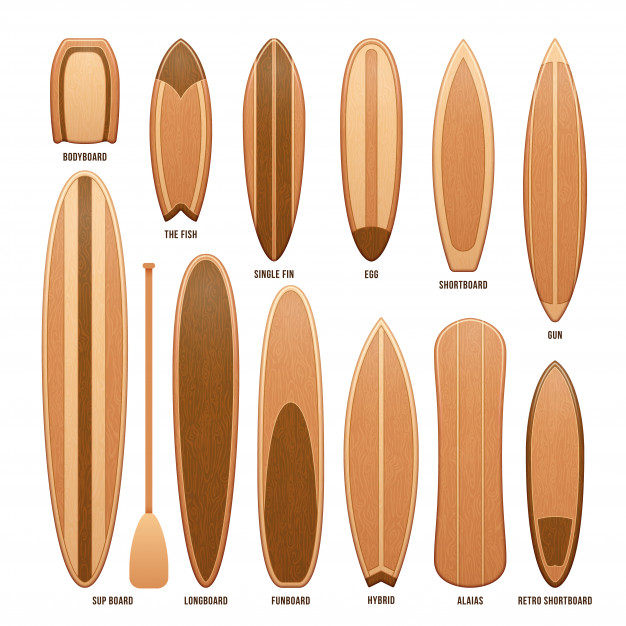 BODYBOARD
THE FISH
SINGLE FIN
EGG
SHORTBOARD
GUN
SUP BOARD
LONGBOARD
FUNBOARD
HYBRID
ALAIAS
RETRO SHORTBOARD